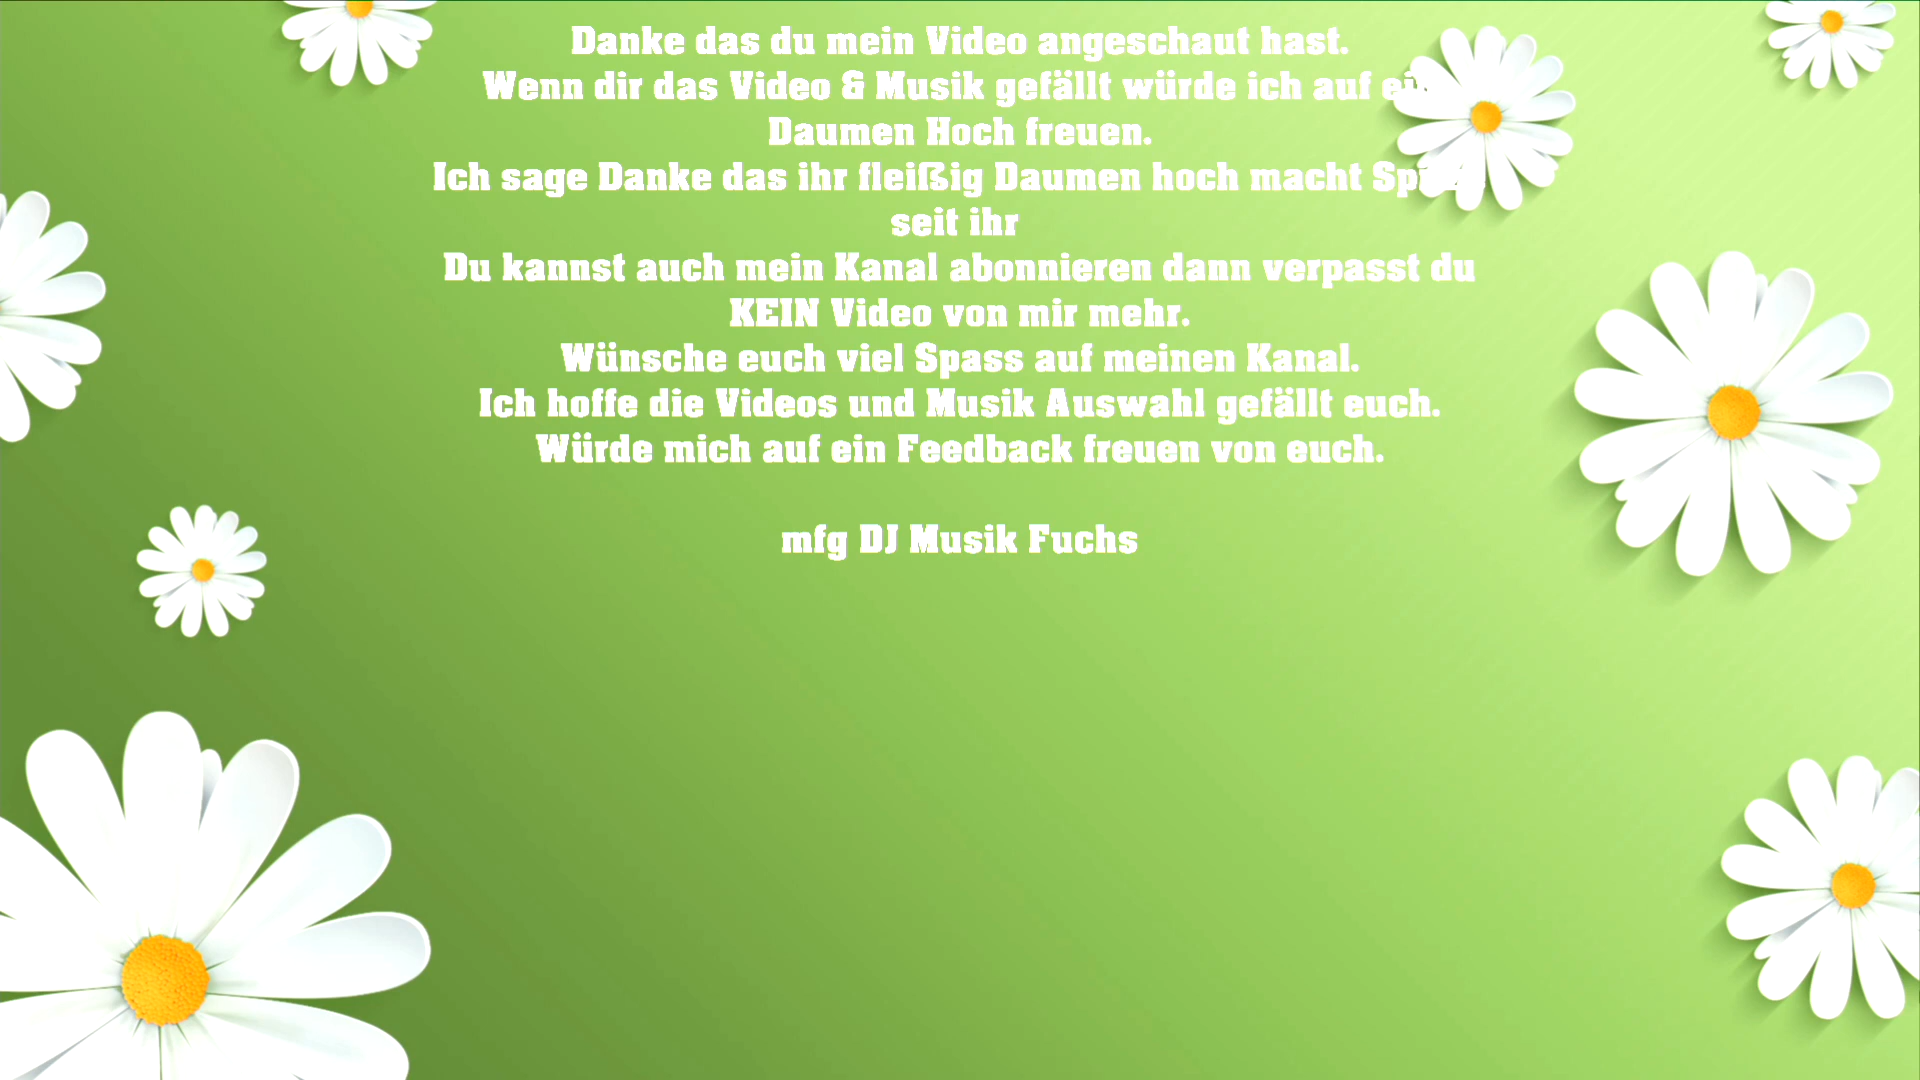 Danke das du mein Video angeschaut hast.
Wenn dir das Video & Musik gefällt würde ich auf
Daumen Hoch freuen.
Ich sage Danke das ihr fleißig Daumen hoch macht
seit ihr
Du kannst auch mein Kanal abonnieren dann verpasst du
KEIN Video von mir mehr.
Wünsche euch viel Spass auf meinen Kanal.
Ich hoffe die Videos und Musik Auswahl gefällt euch.
Würde mich auf ein Feedback freuen von euch.
mfg DJ Musik Fuchs